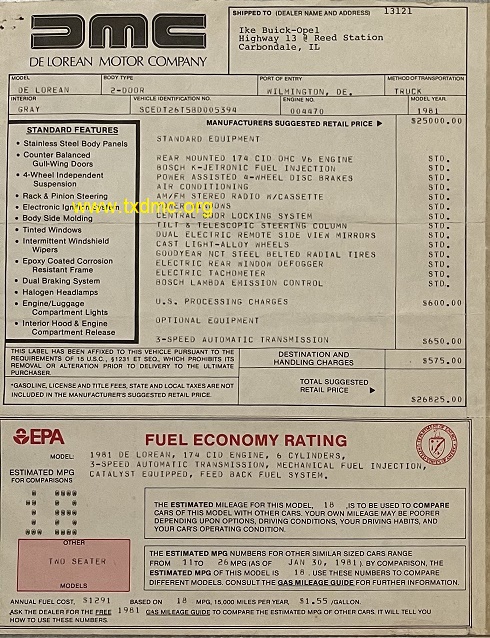 DMC
DE LOREAN MOTOR COMPANY
SHIPPED TO (DEALER NAME AND ADDRESS) 13121
Ike Buick-Opel
Highway 13 @ Reed Station
Carbondale, IL
MODEL BODY TYPE PORT OF ENTRY METHOD OF TRANSPORTATION
DE LOREAN 2-DOOR WILMINGTON, DE. TRUCK
INTERIOR VEHICLE IDENTIFICATION NO. ENGINE NO. MODEL YEAR
GRAY SCEDT26T5BD005394 004470 1981
MANUFACTURERS SUGGESTED RETAIL PRICE $25000.00
STANDARD FEATURES
• Stainless Steel Body Panels
• Counter Balanced
Gull-Wing Doors
• 4-Wheel Independent
Suspension
• Rack & Pinion Steering
• Electronic Ignition System
• Body Side Molding
• Tinted Windows
• Intermittent Windshield
Wipers
• Epoxy Coated Corrosion
Resistant Frame
• Dual Braking System
• Halogen Headlamps
• Engine/Luggage
Compartment Lights
• Interior Hood & Engine
Compartment Release
STANDARD EQUIPMENT
REAR MOUNTED 174 CID OHC V6 ENGINE STD.
BOSCH K-JETRONIC FUEL INJECTION STD.
POWER ASSISTED 4-WHEEL DISC BRAKES STD.
AIR CONDITIONING STD.
AM/FM STEREO RADIO W/CASSETTE STD.
STD.
CENTRAL DOOR LOCKING SYSTEM STD.
TILT & TELESCOPIC STEERING COLUMN STD.
DUAL ELECTRIC REMOTE SIDE VIEW MIRRORS STD.
CAST LIGHT-ALLOY WHEELS STD.
GOODYEAR NCT STEEL BELTED RADIAL TIRES STD.
ELECTRIC REAR WINDOW DEFOGGER STD.
ELECTRIC TACHOMETER STD.
BOSCH LAMBDA EMISSION CONTROL STD.
U.S. PROCESSING CHARGES $600.00
OPTIONAL EQUIPMENT
3-SPEED AUTOMATIC TRANSMISSION $650.00
www.txdmc.org
THIS LABEL HAS BEEN AFFIXED TO THIS VEHICLE PURSUANT TO THE
REQUIREMENTS OF 15 U.S.C., §1231 ET SEQ., WHICH PROHIBITS ITS
REMOVAL OR ALTERATION PRIOR TO DELIVERY TO THE ULTIMATE
PURCHASER.
*GASOLINE, LICENSE AND TITLE FEES, STATE AND LOCAL TAXES ARE NOT
INCLUDED IN THE MANUFACTURER'S SUGGESTED RETAIL PRICE.
DESTINATION AND
HANDLING CHARGES $575.00
TOTAL SUGGESTED
RETAIL PRICE $26825.00
EPA FUEL ECONOMY RATING
MODEL: 1981 DE LOREAN, 174 CID ENGINE, 6 CYLINDERS,
3-SPEED AUTOMATIC TRANSMISSION, MECHANICAL FUEL INJECTION,
CATALYST EQUIPPED, FEED BACK FUEL SYSTEM.
ESTIMATED MPG
FOR COMPARISONS
18
THE ESTIMATED MILEAGE FOR THIS MODEL, 18 ,IS TO BE USED TO COMPARE
CARS OF THIS MODEL WITH OTHER CARS. YOUR OWN MILEAGE MAY BE POORER
DEPENDING UPON OPTIONS, DRIVING CONDITIONS, YOUR DRIVING HABITS, AND
YOUR CAR'S OPERATING CONDITION.
OTHER
TWO SEATER
MODELS
THE ESTIMATED MPG NUMBERS FOR OTHER SIMILAR SIZED CARS RANGE
FROM 11 TO 26 MPG (AS OF JAN 30, 1981). BY COMPARISON, THE
ESTIMATED MPG OF THIS MODEL IS 18 . USE THESE NUMBERS TO COMPARE
DIFFERENT MODELS. CONSULT THE GAS MILEAGE GUIDE FOR FURTHER INFORMATION.
ANNUAL FUEL COST, $1291 BASED ON 18 MPG, 15,000 MILES PER YEAR, $1.55 /GALLON.
ASK THE DEALER FOR THE FREE 1981 GAS MILEAGE GUIDE TO COMPARE THE ESTIMATED MPG OF OTHER CARS. IT WILL TELL YOU
HOW TO USE THESE NUMBERS.